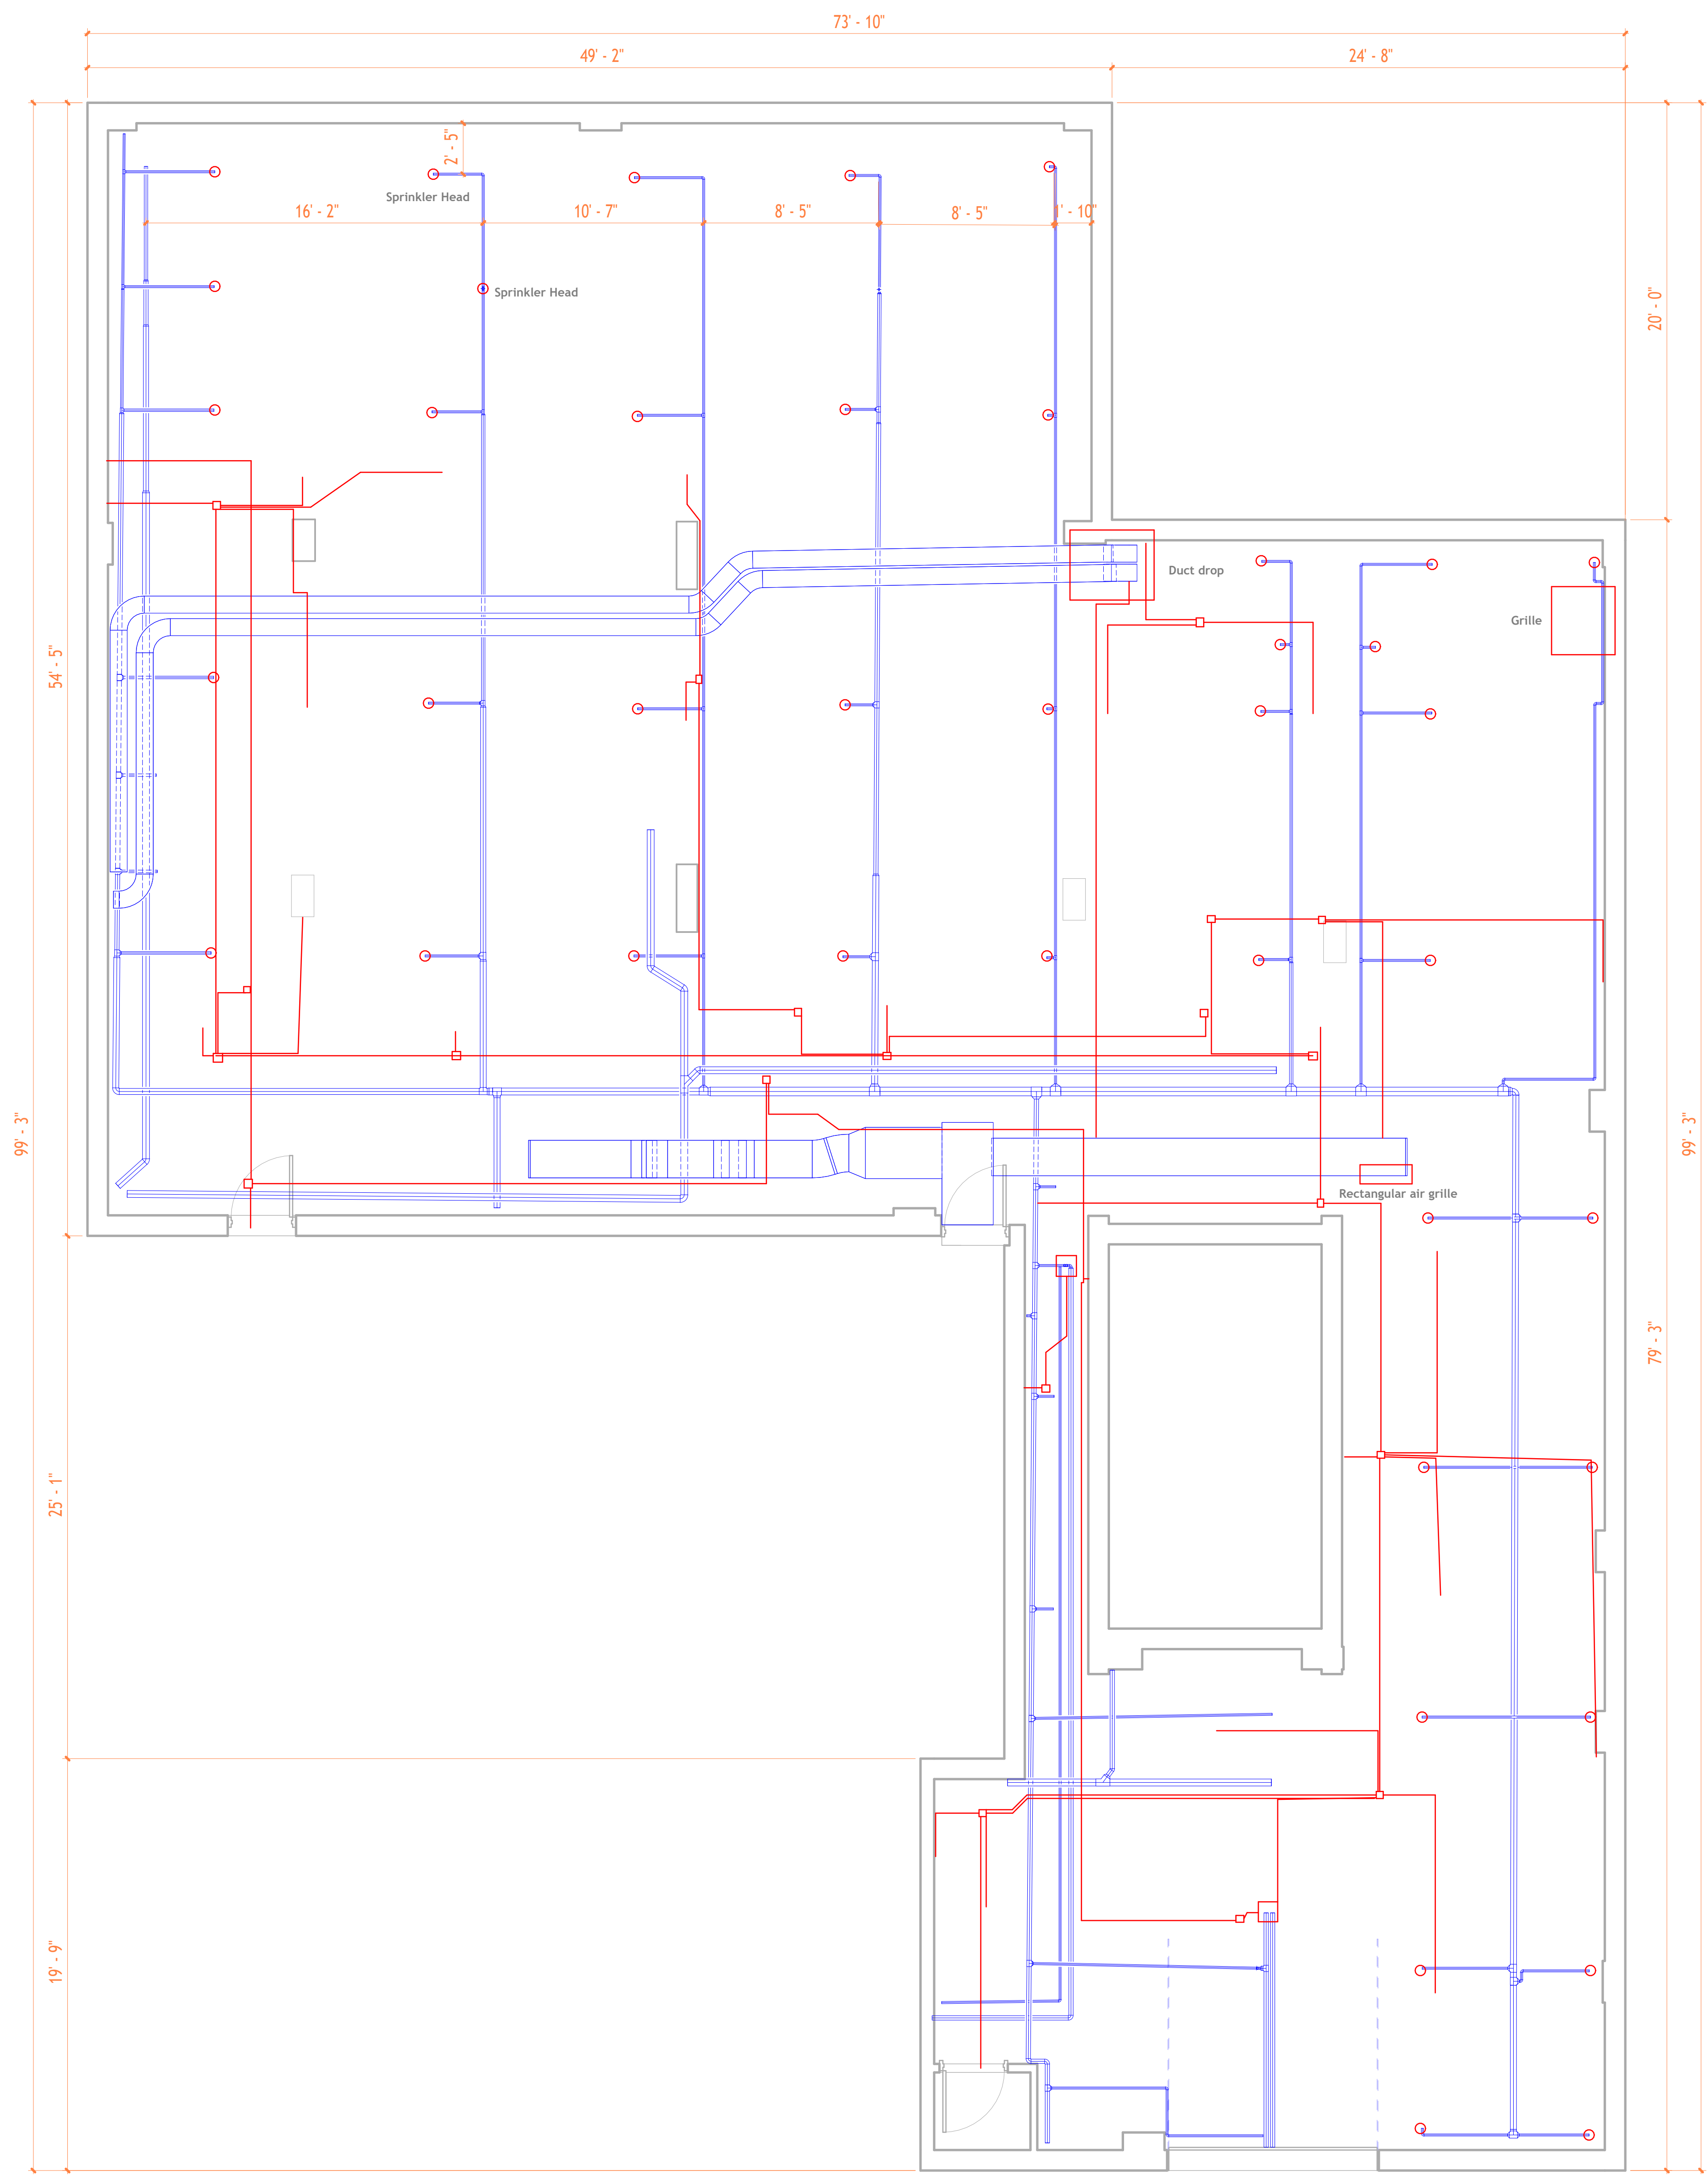 73' - 10"
49' - 2"
24' - 8"
2' - 5"
Sprinkler Head
16' - 2"
10' - 7"
8' - 5"
8' - 5"
1' - 10"
Sprinkler Head
20' - 0"
Duct drop
Grille
54' - 5"
99' - 3"
99' - 3"
Rectangular air grille
79' - 3"
25' - 1"
19' - 9"